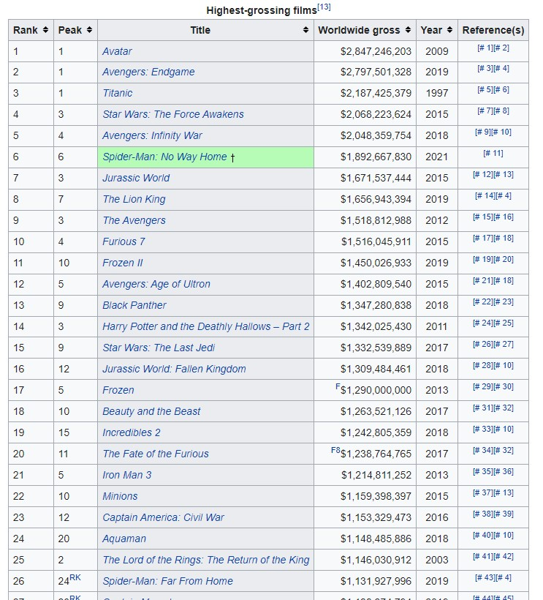 Highest-grossing films[13]
Rank Peak Title Worldwide gross Year Reference(s)
1 1 Avatar $2,847,246,203 2009 [# 1][# 2]
2 1 Avengers: Endgame $2,797,501,328 2019 [# 3][# 4]
3 1 Titanic $2,187,425,379 1997 [# 5][# 6]
4 3 Star Wars: The Force Awakens $2,068,223,624 2015 [# 7][# 8]
5 4 Avengers: Infinity War $2,048,359,754 2018 [# 9][# 10]
6 6 Spider-Man: No Way Home † $1,892,667,830 2021 [# 11]
7 3 Jurassic World $1,671,537,444 2015 [# 12][# 13]
8 7 The Lion King $1,656,943,394 2019 [# 14][# 4]
9 3 The Avengers $1,518,812,988 2012 [# 15][# 16]
10 4 Furious 7 $1,516,045,911 2015 [# 17][# 18]
11 10 Frozen II $1,450,026,933 2019 [# 19][# 20]
12 5 Avengers: Age of Ultron $1,402,809,540 2015 [# 21][# 18]
13 9 Black Panther $1,347,280,838 2018 [# 22][# 23]
14 3 Harry Potter and the Deathly Hallows – Part 2 $1,342,025,430 2011 [# 24][# 25]
15 9 Star Wars: The Last Jedi $1,332,539,889 2017 [# 26][# 27]
16 12 Jurassic World: Fallen Kingdom $1,309,484,461 2018 [# 28][# 10]
17 5 Frozen F$1,290,000,000 2013 [# 29][# 30]
18 10 Beauty and the Beast $1,263,521,126 2017 [# 31][# 32]
19 15 Incredibles 2 $1,242,805,359 2018 [# 33][# 10]
20 11 The Fate of the Furious F8$1,238,764,765 2017 [# 34][# 32]
21 5 Iron Man 3 $1,214,811,252 2013 [# 35][# 36]
22 10 Minions $1,159,398,397 2015 [# 37][# 13]
23 12 Captain America: Civil War $1,153,329,473 2016 [# 38][# 39]
24 20 Aquaman $1,148,485,886 2018 [# 40][# 10]
25 2 The Lord of the Rings: The Return of the King $1,146,030,912 2003 [# 41][# 42]
26 24RK Spider-Man: Far From Home $1,131,927,996 2019 [# 43][# 4]